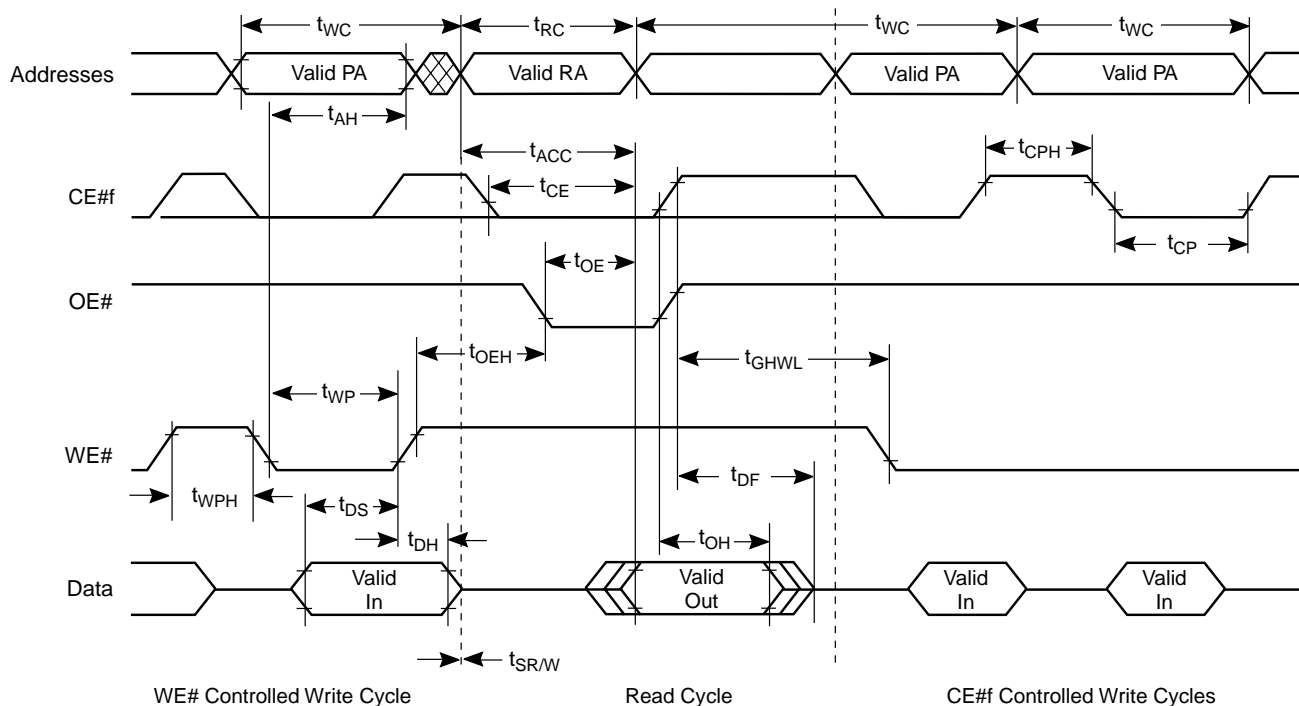 tWC tRC tWC tWC
Addresses Valid PA Valid RA Valid PA Valid PA
tAH
tACC tCPH
CE#f tCE
tOE tCP
OE#
tOEH tGHWL
tWP
WE#
tWPH tDS tDF
tDH tOH
Data Valid In Valid Out Valid In Valid In
tSR/W
WE# Controlled Write Cycle Read Cycle CE#f Controlled Write Cycles